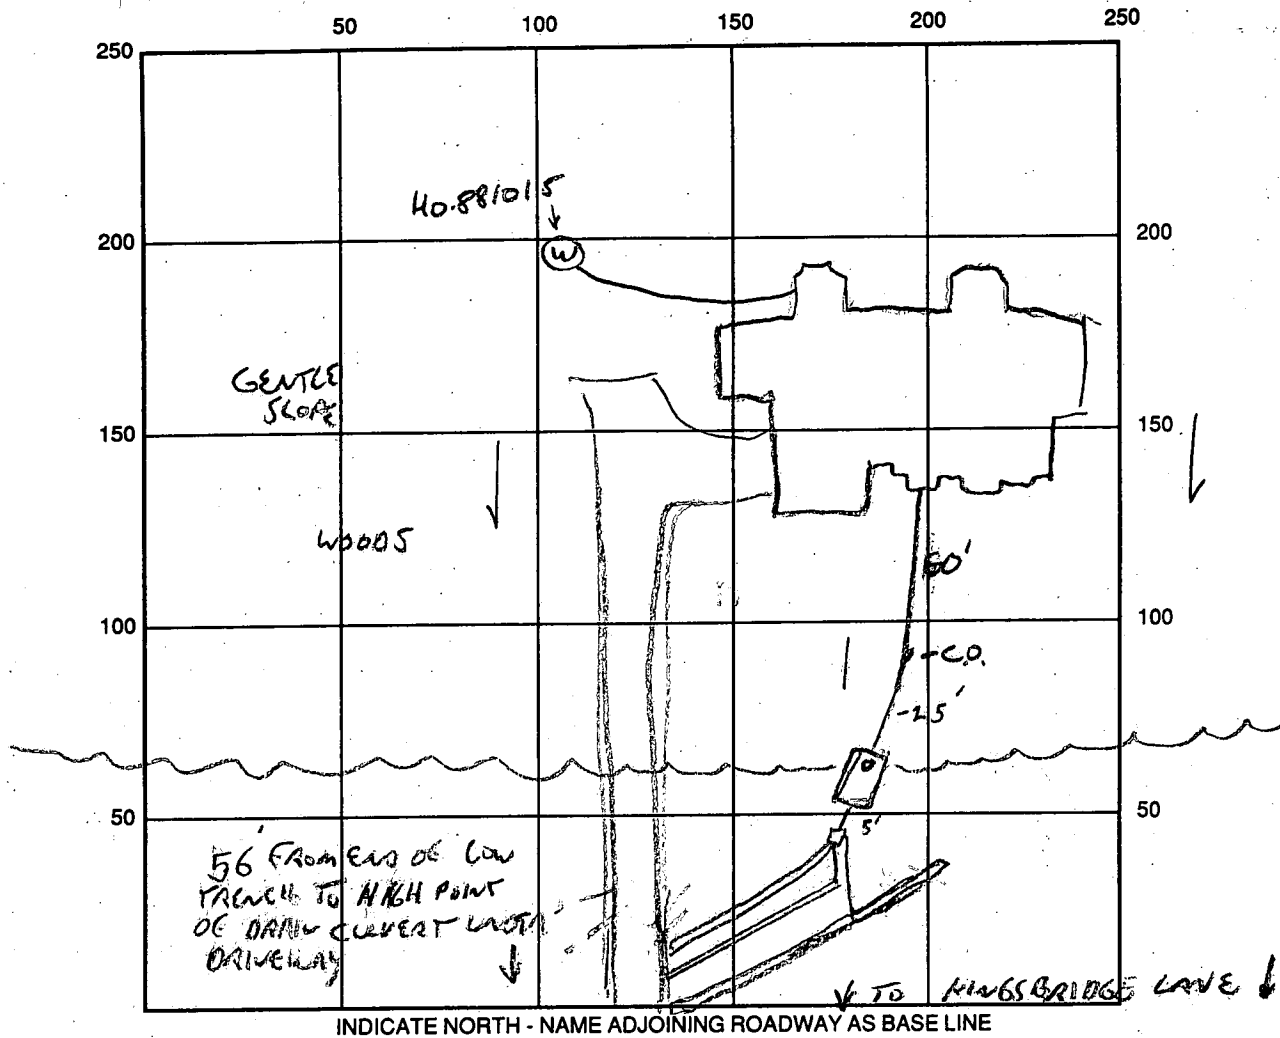 50 100 150 200 250
250
HO-881015
200 W 200
GENTLE
SLOPE
150 150
WOODS
60'
100 100
-C.O.
-25'
50 50
5'
56' FROM END OF LOW
TRENCH TO HIGH POINT
OF DRAIN CULVERT UNDER
DRIVEWAY
TO KINGSBRIDGE LANE
INDICATE NORTH - NAME ADJOINING ROADWAY AS BASE LINE